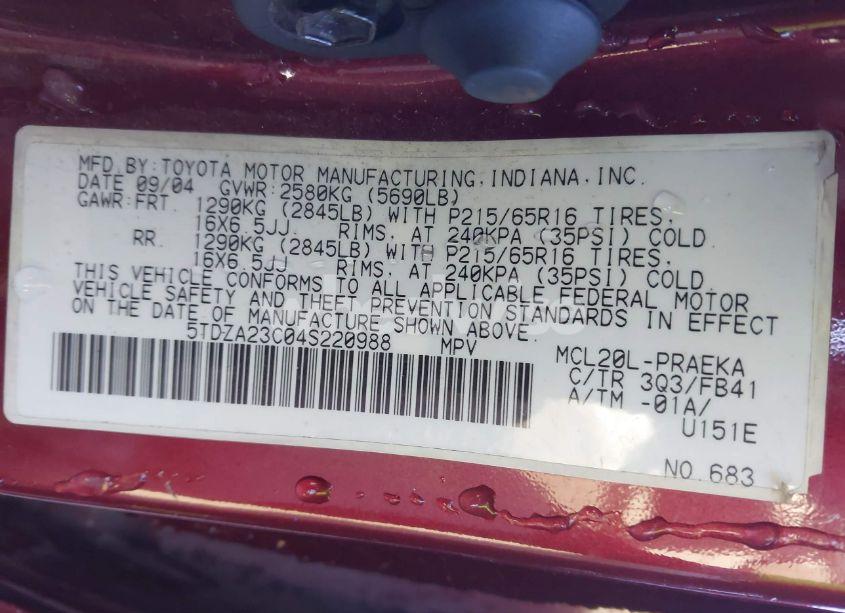 MFD.BY:TOYOTA MOTOR MANUFACTURING,INDIANA,INC.
DATE 09/04 GVWR:2580KG (5690LB)
GAWR:FRT. 1290KG (2845LB) WITH P215/65R16 TIRES.
16X6.5JJ RIMS. AT 240KPA (35PSI) COLD
RR. 1290KG (2845LB) WITH P215/65R16 TIRES.
16X6.5JJ RIMS. AT 240KPA (35PSI) COLD.
THIS VEHICLE CONFORMS TO ALL APPLICABLE FEDERAL MOTOR
VEHICLE SAFETY AND THEFT PREVENTION STANDARDS IN EFFECT
ON THE DATE OF MANUFACTURE SHOWN ABOVE.
5TDZA23C04S220988 MPV
MCL20L-PRAEKA
C/TR 3Q3/FB41
A/TM -01A/
U151E
NO.683